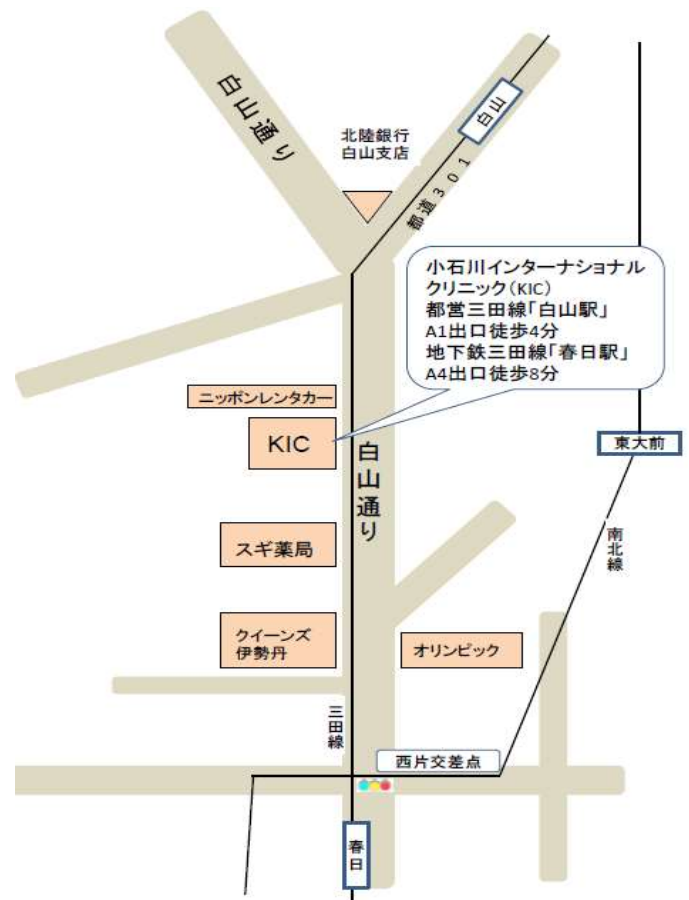 白山通り
白山
北陸銀行
白山支店
都道301
小石川インターナショナル
クリニック(KIC)
都営三田線「白山駅」
A1出口徒歩4分
地下鉄三田線「春日駅」
A4出口徒歩8分
ニッポンレンタカー
KIC
白山通り
東大前
南北線
スギ薬局
クイーンズ
伊勢丹
オリンピック
三田線
西片交差点
春日